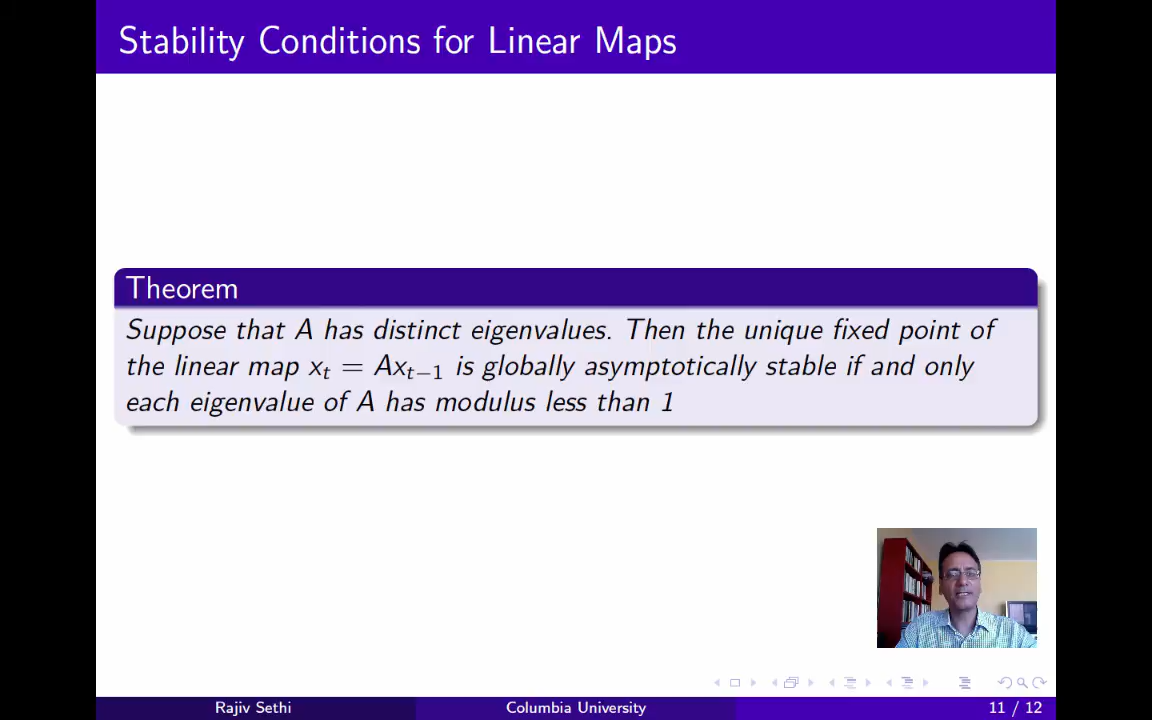 Stability Conditions for Linear Maps
Theorem
Suppose that A has distinct eigenvalues. Then the unique fixed point of
the linear map xₜ = Axₜ₋₁ is globally asymptotically stable if and only
each eigenvalue of A has modulus less than 1
Rajiv Sethi
Columbia University
11 / 12